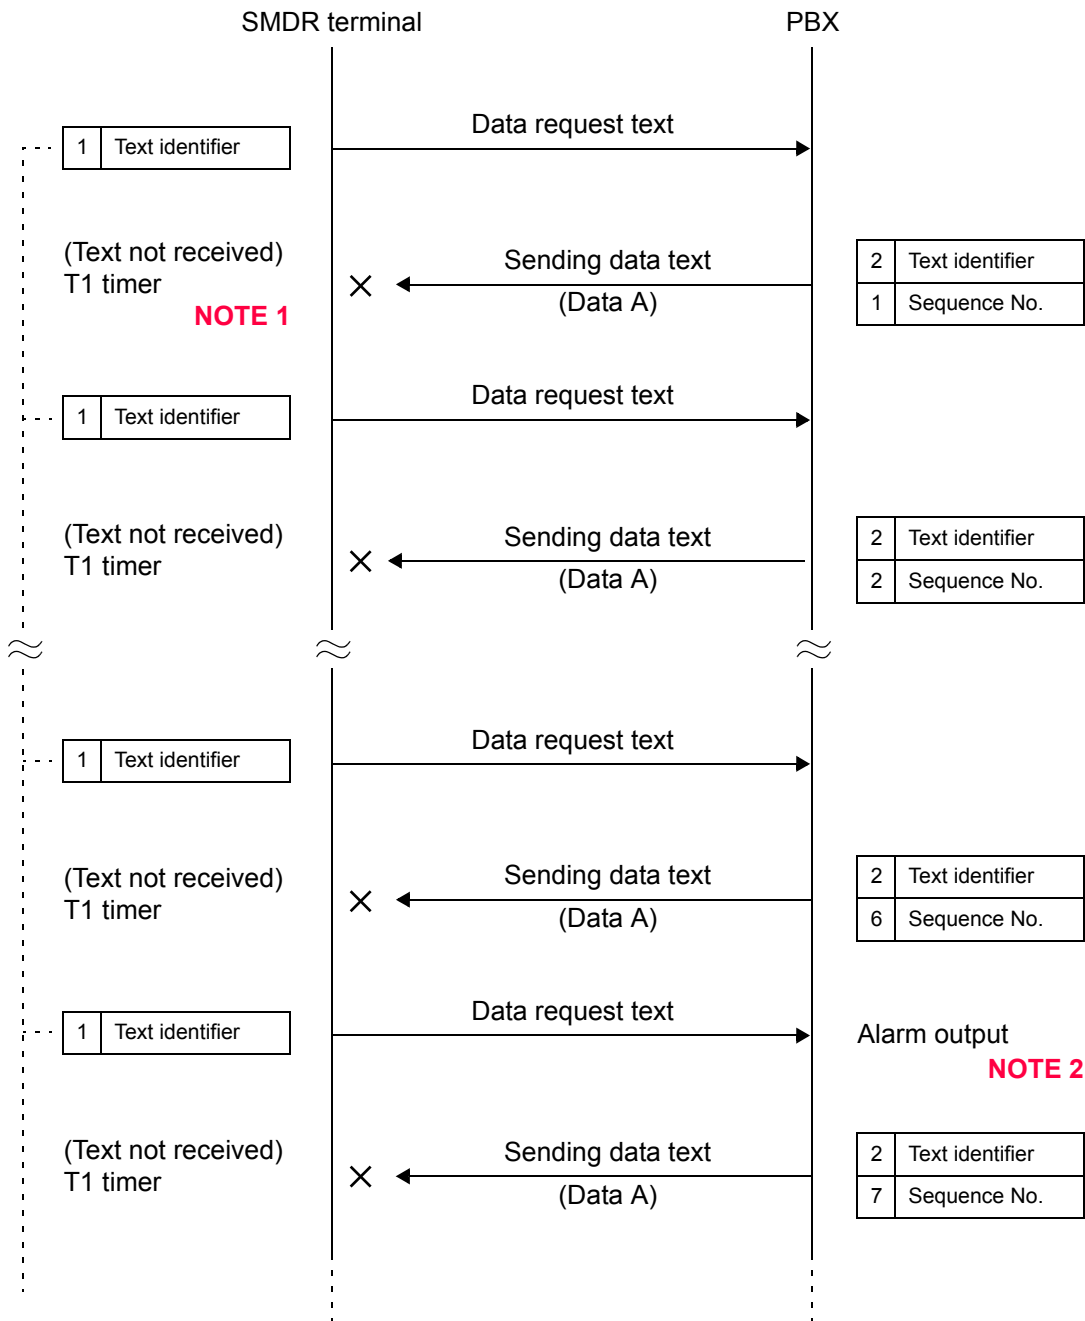 SMDR terminal
PBX
Data request text
1 Text identifier
(Text not received)
T1 timer
NOTE 1
Sending data text
(Data A)
2 Text identifier
1 Sequence No.
Data request text
1 Text identifier
(Text not received)
T1 timer
Sending data text
(Data A)
2 Text identifier
2 Sequence No.
Data request text
1 Text identifier
(Text not received)
T1 timer
Sending data text
(Data A)
2 Text identifier
6 Sequence No.
Data request text
1 Text identifier
Alarm output
NOTE 2
(Text not received)
T1 timer
Sending data text
(Data A)
2 Text identifier
7 Sequence No.